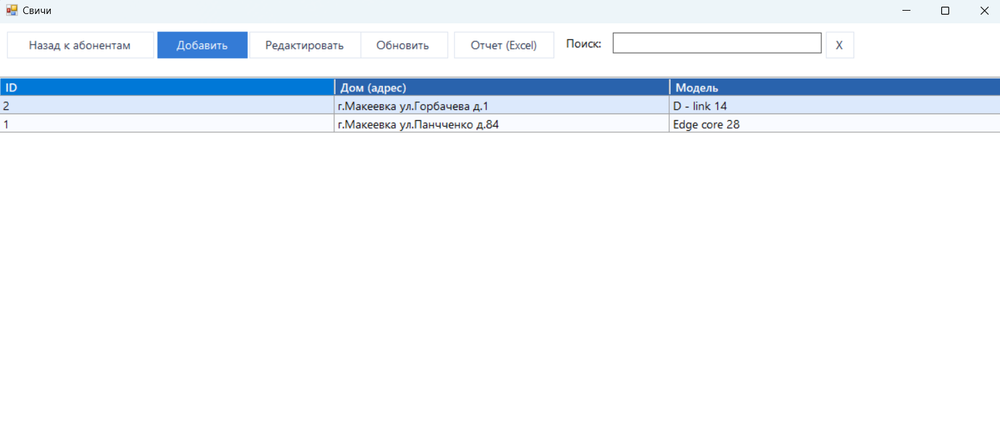 Свичи
Назад к абонентам Добавить Редактировать Обновить Отчет (Excel) Поиск: X
ID Дом (адрес) Модель
2 г.Макеевка ул.Горбачева д.1 D - link 14
1 г.Макеевка ул.Панчченко д.84 Edge core 28